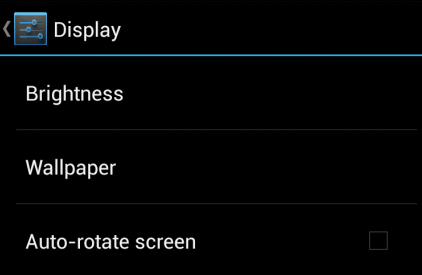 Display
Brightness
Wallpaper
Auto-rotate screen